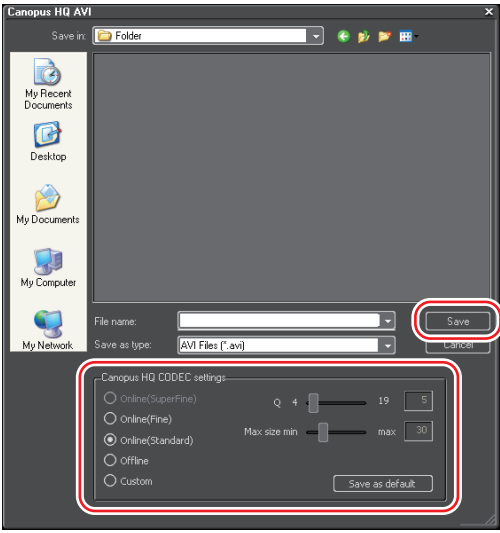 Canopus HQ AVI
Save in: Folder
My Recent
Documents
Desktop
My Documents
My Computer
My Network
File name: Save
Save as type: AVI Files (*.avi) Cancel
Canopus HQ CODEC settings
Online(SuperFine) Q 4 19 5
Online(Fine)
Online(Standard) Max size min max 30
Offline
Custom Save as default